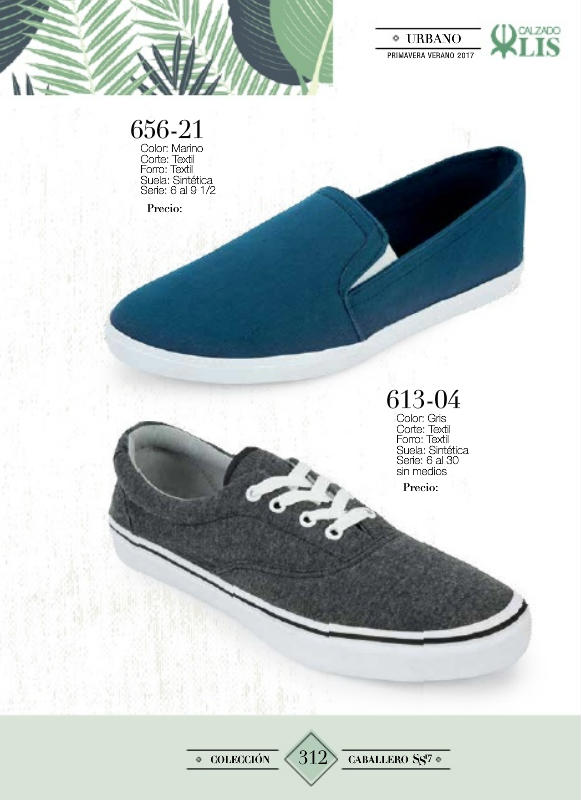 URBANO
PRIMAVERA VERANO 2017
CALZADO
LIS
656-21
Color: Marino
Corte: Textil
Forro: Textil
Suela: Sintética
Serie: 6 al 9 1/2
Precio:
613-04
Color: Gris
Corte: Textil
Forro: Textil
Suela: Sintética
Serie: 6 al 30
sin medios
Precio:
COLECCIÓN
312
CABALLERO